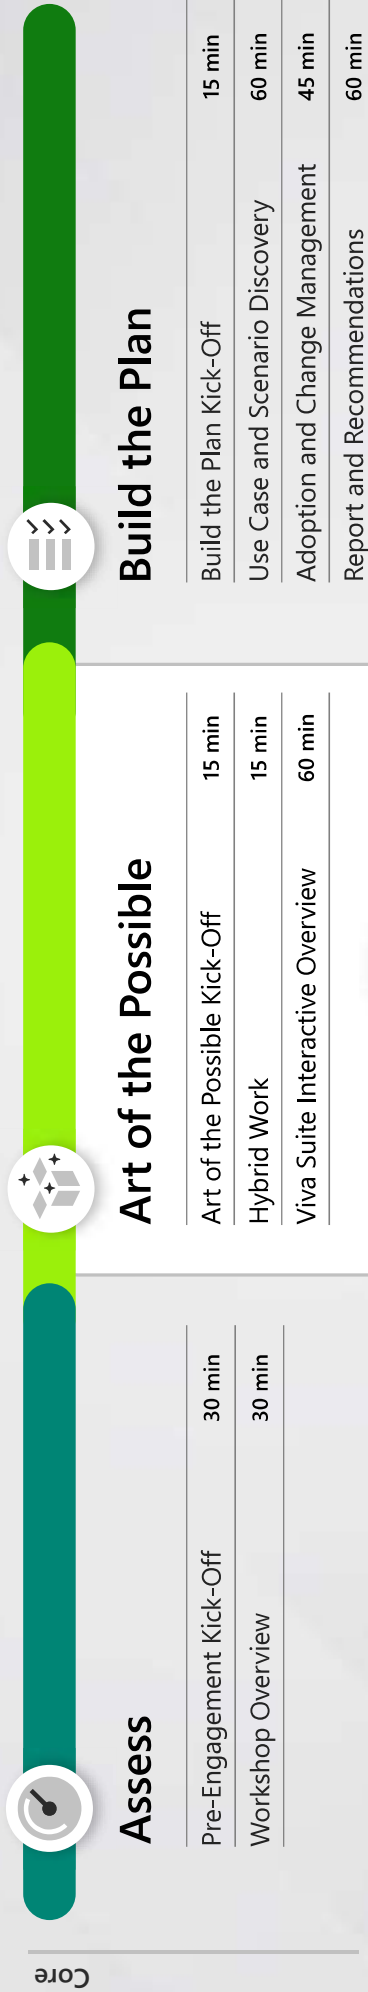 Core
Assess
Pre-Engagement Kick-Off 30 min
Workshop Overview 30 min
Art of the Possible
Art of the Possible Kick-Off 15 min
Hybrid Work 15 min
Viva Suite Interactive Overview 60 min
Build the Plan
Build the Plan Kick-Off 15 min
Use Case and Scenario Discovery 60 min
Adoption and Change Management 45 min
Report and Recommendations 60 min